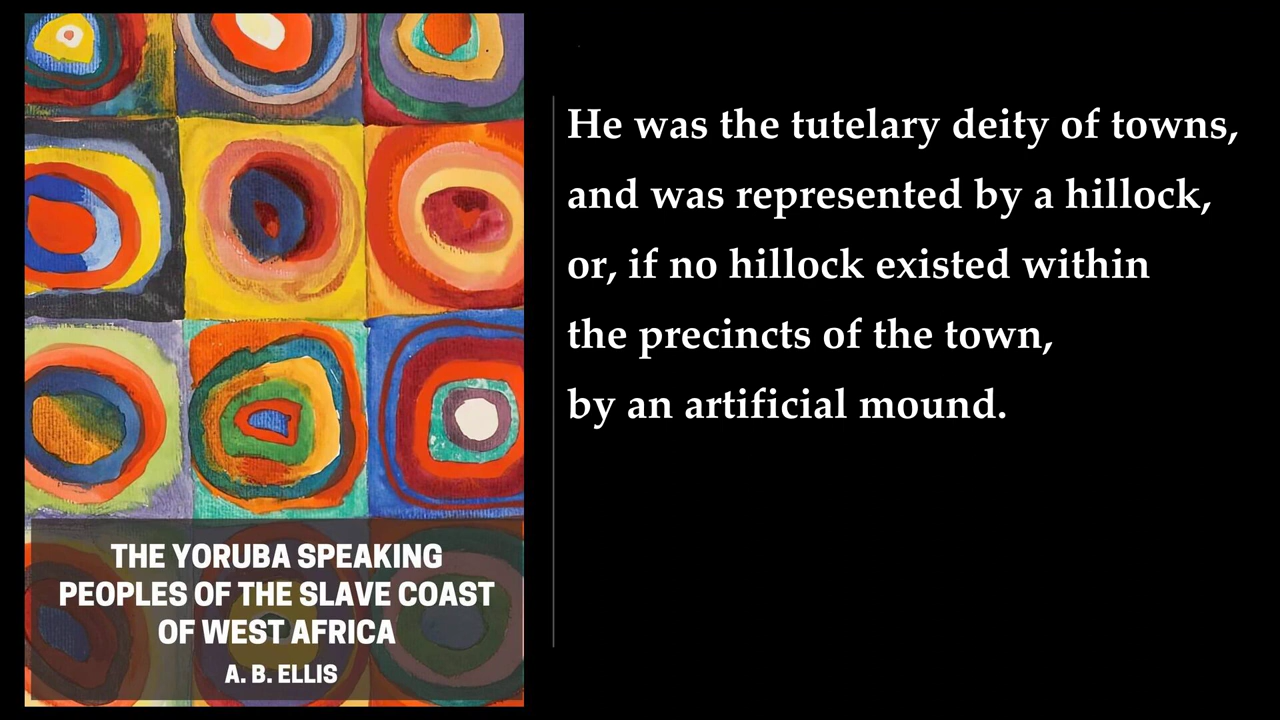 He was the tutelary deity of towns,
and was represented by a hillock,
or, if no hillock existed within
the precincts of the town,
by an artificial mound.
THE YORUBA SPEAKING
PEOPLES OF THE SLAVE COAST
OF WEST AFRICA
A. B. ELLIS